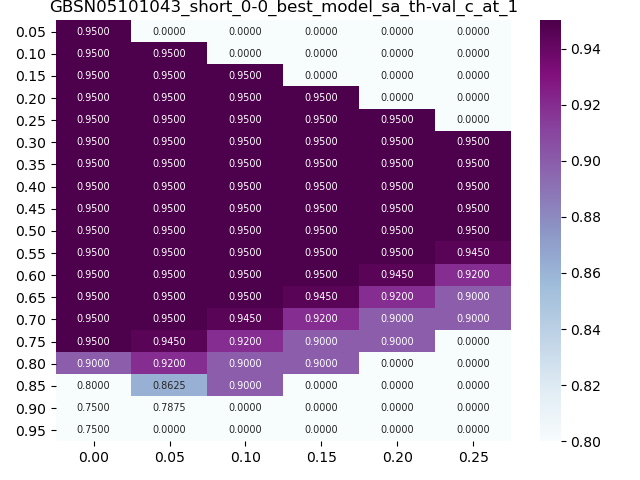 GBSN05101043_short_0-0_best_model_sa_th-val_c_at_1
0.05 0.9500 0.0000 0.0000 0.0000 0.0000 0.0000
0.10 0.9500 0.9500 0.0000 0.0000 0.0000 0.0000
0.15 0.9500 0.9500 0.9500 0.0000 0.0000 0.0000
0.20 0.9500 0.9500 0.9500 0.9500 0.0000 0.0000
0.25 0.9500 0.9500 0.9500 0.9500 0.9500 0.0000
0.30 0.9500 0.9500 0.9500 0.9500 0.9500 0.9500
0.35 0.9500 0.9500 0.9500 0.9500 0.9500 0.9500
0.40 0.9500 0.9500 0.9500 0.9500 0.9500 0.9500
0.45 0.9500 0.9500 0.9500 0.9500 0.9500 0.9500
0.50 0.9500 0.9500 0.9500 0.9500 0.9500 0.9500
0.55 0.9500 0.9500 0.9500 0.9500 0.9500 0.9450
0.60 0.9500 0.9500 0.9500 0.9500 0.9450 0.9200
0.65 0.9500 0.9500 0.9500 0.9450 0.9200 0.9000
0.70 0.9500 0.9500 0.9450 0.9200 0.9000 0.9000
0.75 0.9500 0.9450 0.9200 0.9000 0.9000 0.0000
0.80 0.9000 0.9200 0.9000 0.9000 0.0000 0.0000
0.85 0.8000 0.8625 0.9000 0.0000 0.0000 0.0000
0.90 0.7500 0.7875 0.0000 0.0000 0.0000 0.0000
0.95 0.7500 0.0000 0.0000 0.0000 0.0000 0.0000
0.00 0.05 0.10 0.15 0.20 0.25
0.94
0.92
0.90
0.88
0.86
0.84
0.82
0.80